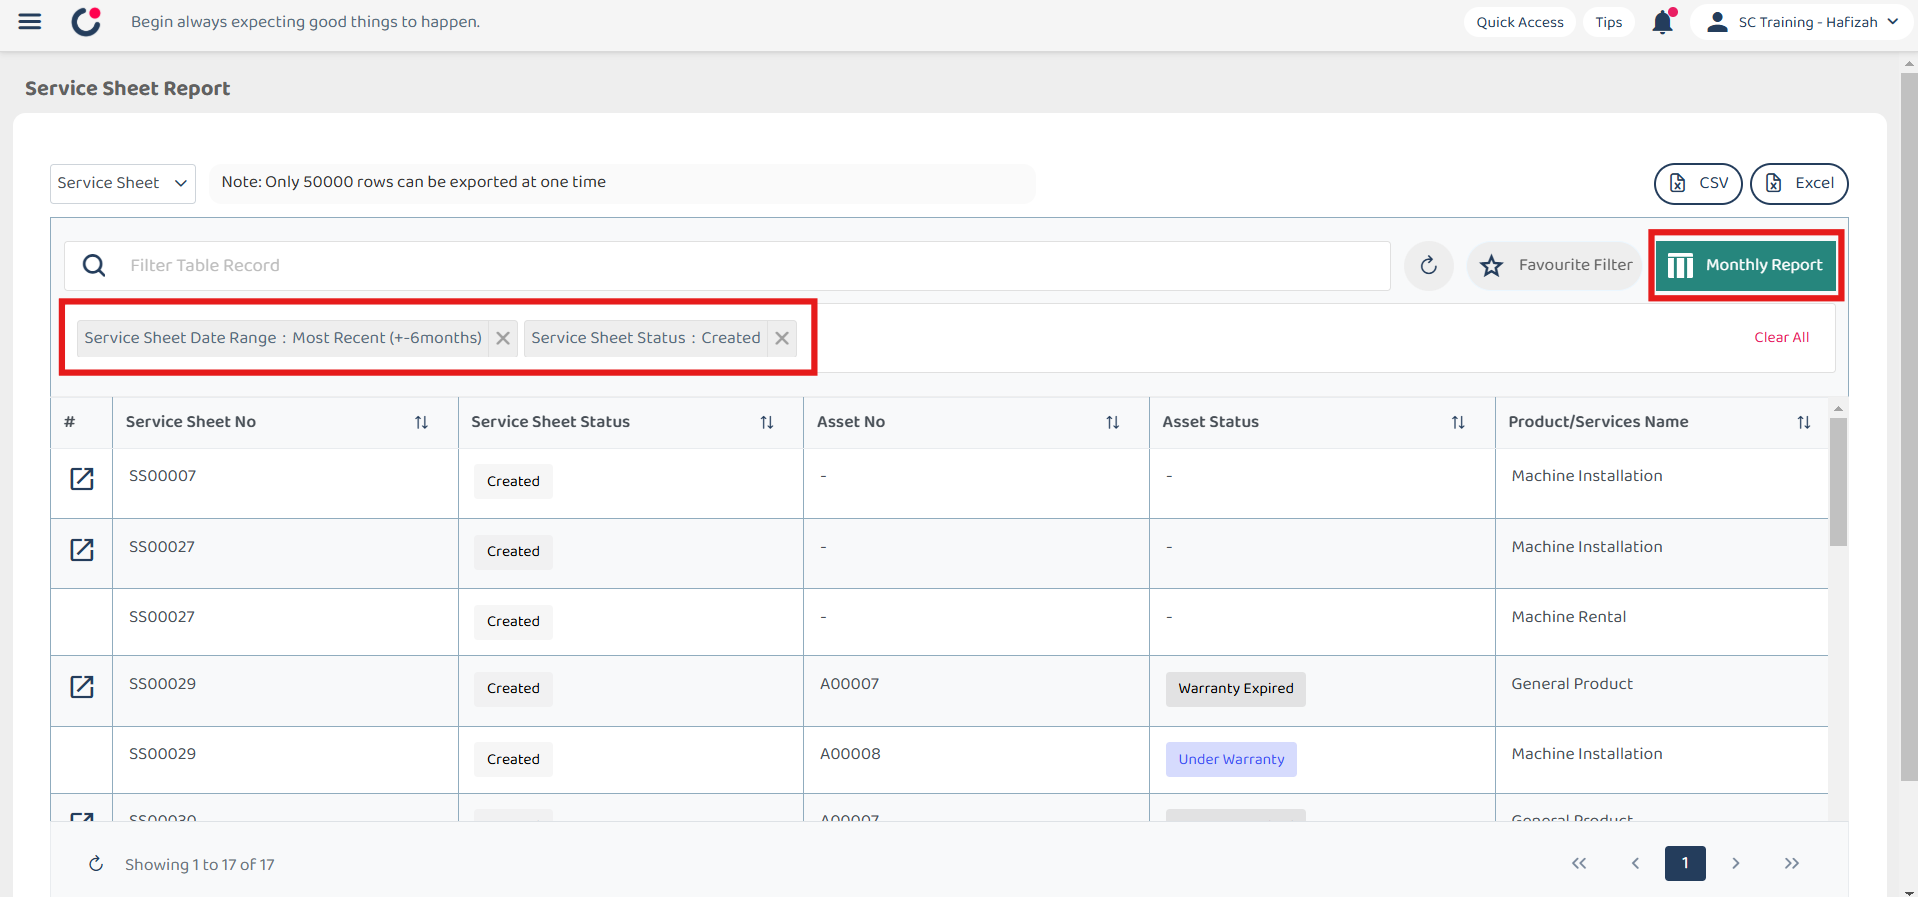 Begin always expecting good things to happen.
Quick Access
Tips
SC Training - Hafizah
Service Sheet Report
Service Sheet
Note: Only 50000 rows can be exported at one time
CSV
Excel
Filter Table Record
Favourite Filter
Monthly Report
Service Sheet Date Range : Most Recent (+-6months)
Service Sheet Status : Created
Clear All
# Service Sheet No Service Sheet Status Asset No Asset Status Product/Services Name
SS00007 Created - - Machine Installation
SS00027 Created - - Machine Installation
SS00027 Created - - Machine Rental
SS00029 Created A00007 Warranty Expired General Product
SS00029 Created A00008 Under Warranty Machine Installation
SS00030 A00007 General Product
Showing 1 to 17 of 17
<< < 1 > >>